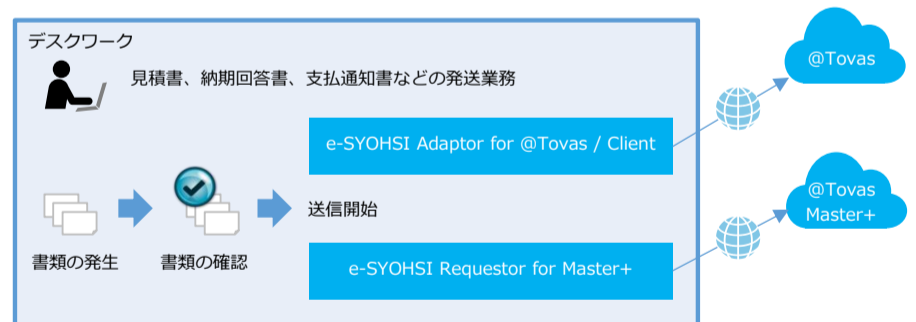 デスクワーク
見積書、納期回答書、支払通知書などの発送業務
e-SYOHSI Adaptor for @Tovas / Client
@Tovas
書類の発生
書類の確認
送信開始
e-SYOHSI Requestor for Master+
@Tovas
Master+